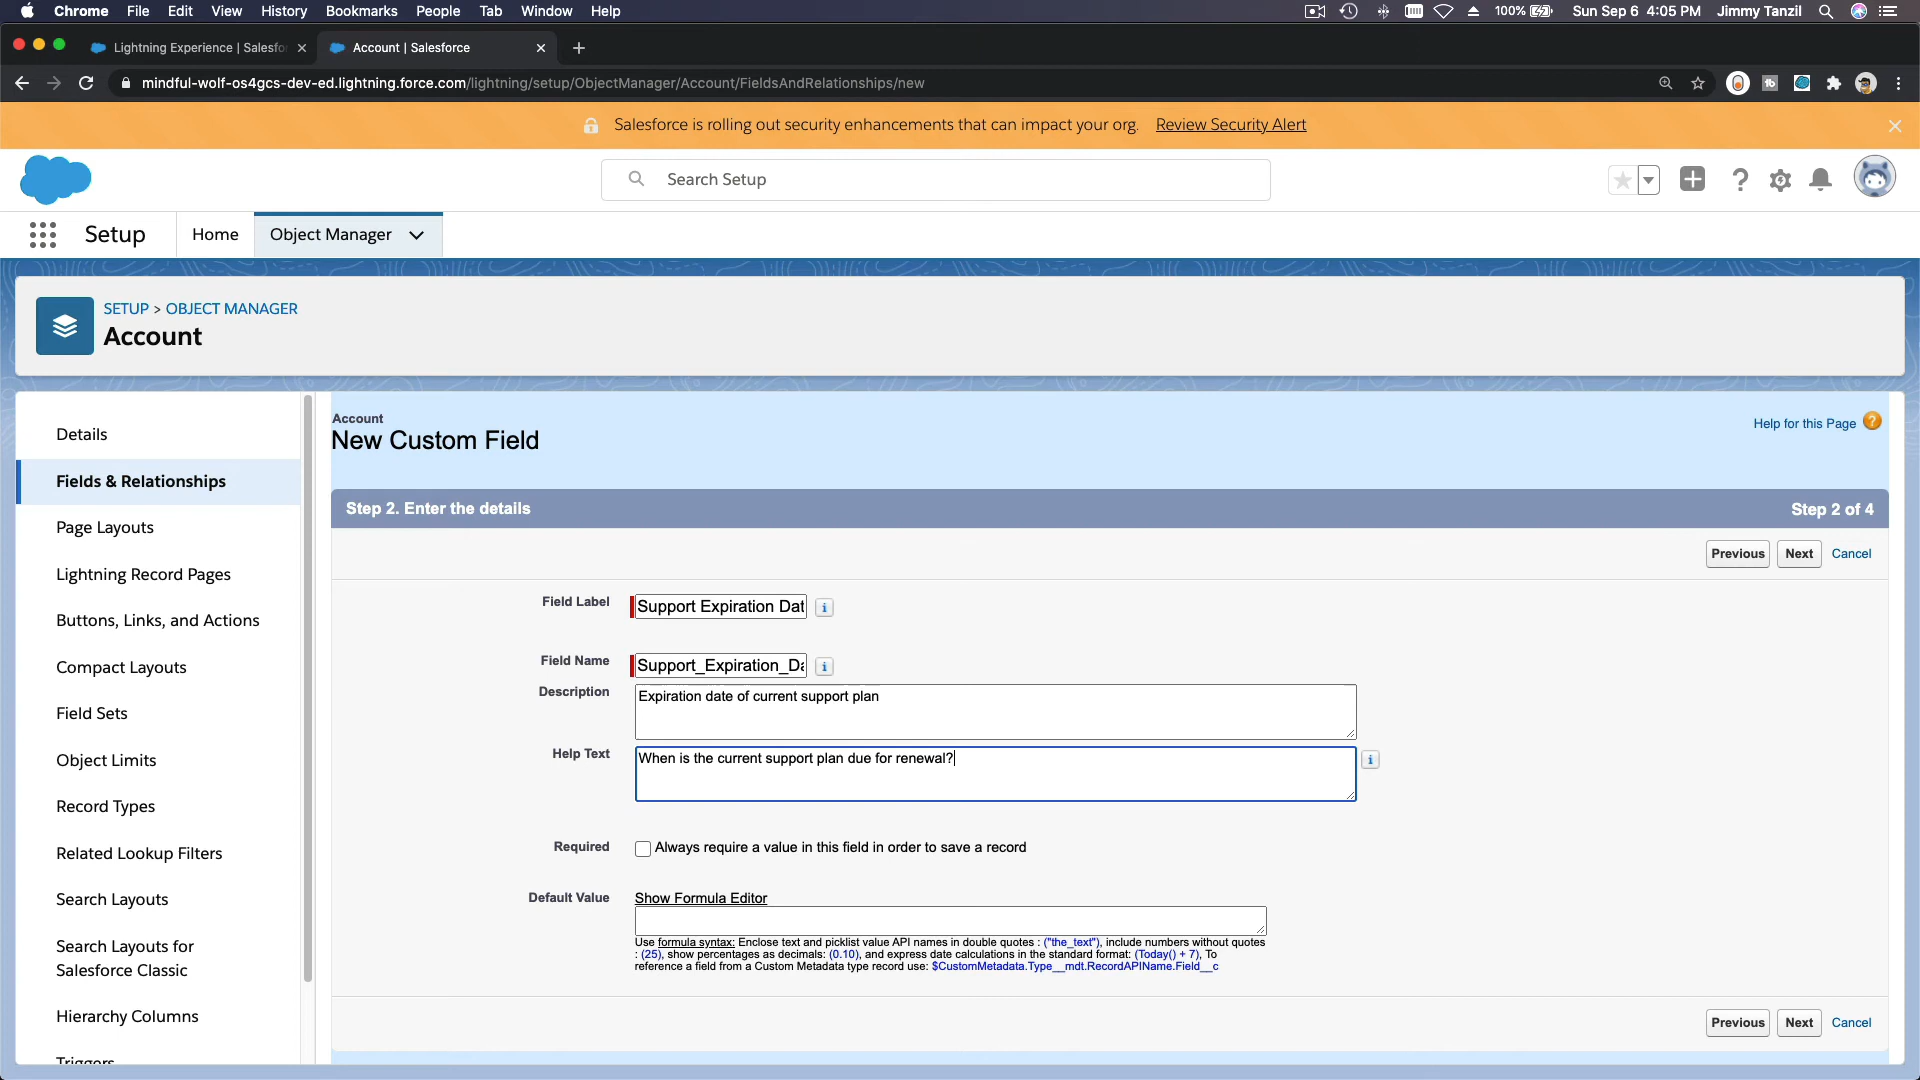 Chrome File Edit View History Bookmarks People Tab Window Help 100% Sun Sep 6 4:05 PM Jimmy Tanzil
Lightning Experience | Salesfo
Account | Salesforce
mindful-wolf-os4gcs-dev-ed.lightning.force.com/lightning/setup/ObjectManager/Account/FieldsAndRelationships/new
Salesforce is rolling out security enhancements that can impact your org. Review Security Alert
Search Setup
Setup
Home
Object Manager
SETUP > OBJECT MANAGER
Account
Details
Fields & Relationships
Page Layouts
Lightning Record Pages
Buttons, Links, and Actions
Compact Layouts
Field Sets
Object Limits
Record Types
Related Lookup Filters
Search Layouts
Search Layouts for
Salesforce Classic
Hierarchy Columns
Triggers
Account
New Custom Field
Help for this Page ?
Step 2. Enter the details
Step 2 of 4
Previous Next Cancel
Field Label Support Expiration Dat
Field Name Support_Expiration_Da
Description Expiration date of current support plan
Help Text When is the current support plan due for renewal?
Required Always require a value in this field in order to save a record
Default Value Show Formula Editor
Use formula syntax: Enclose text and picklist value API names in double quotes : ("the_text"), include numbers without quotes
: (25), show percentages as decimals: (0.10), and express date calculations in the standard format: (Today() + 7), To
reference a field from a Custom Metadata type record use: $CustomMetadata.Type__mdt.RecordAPIName.Field__c
Previous Next Cancel